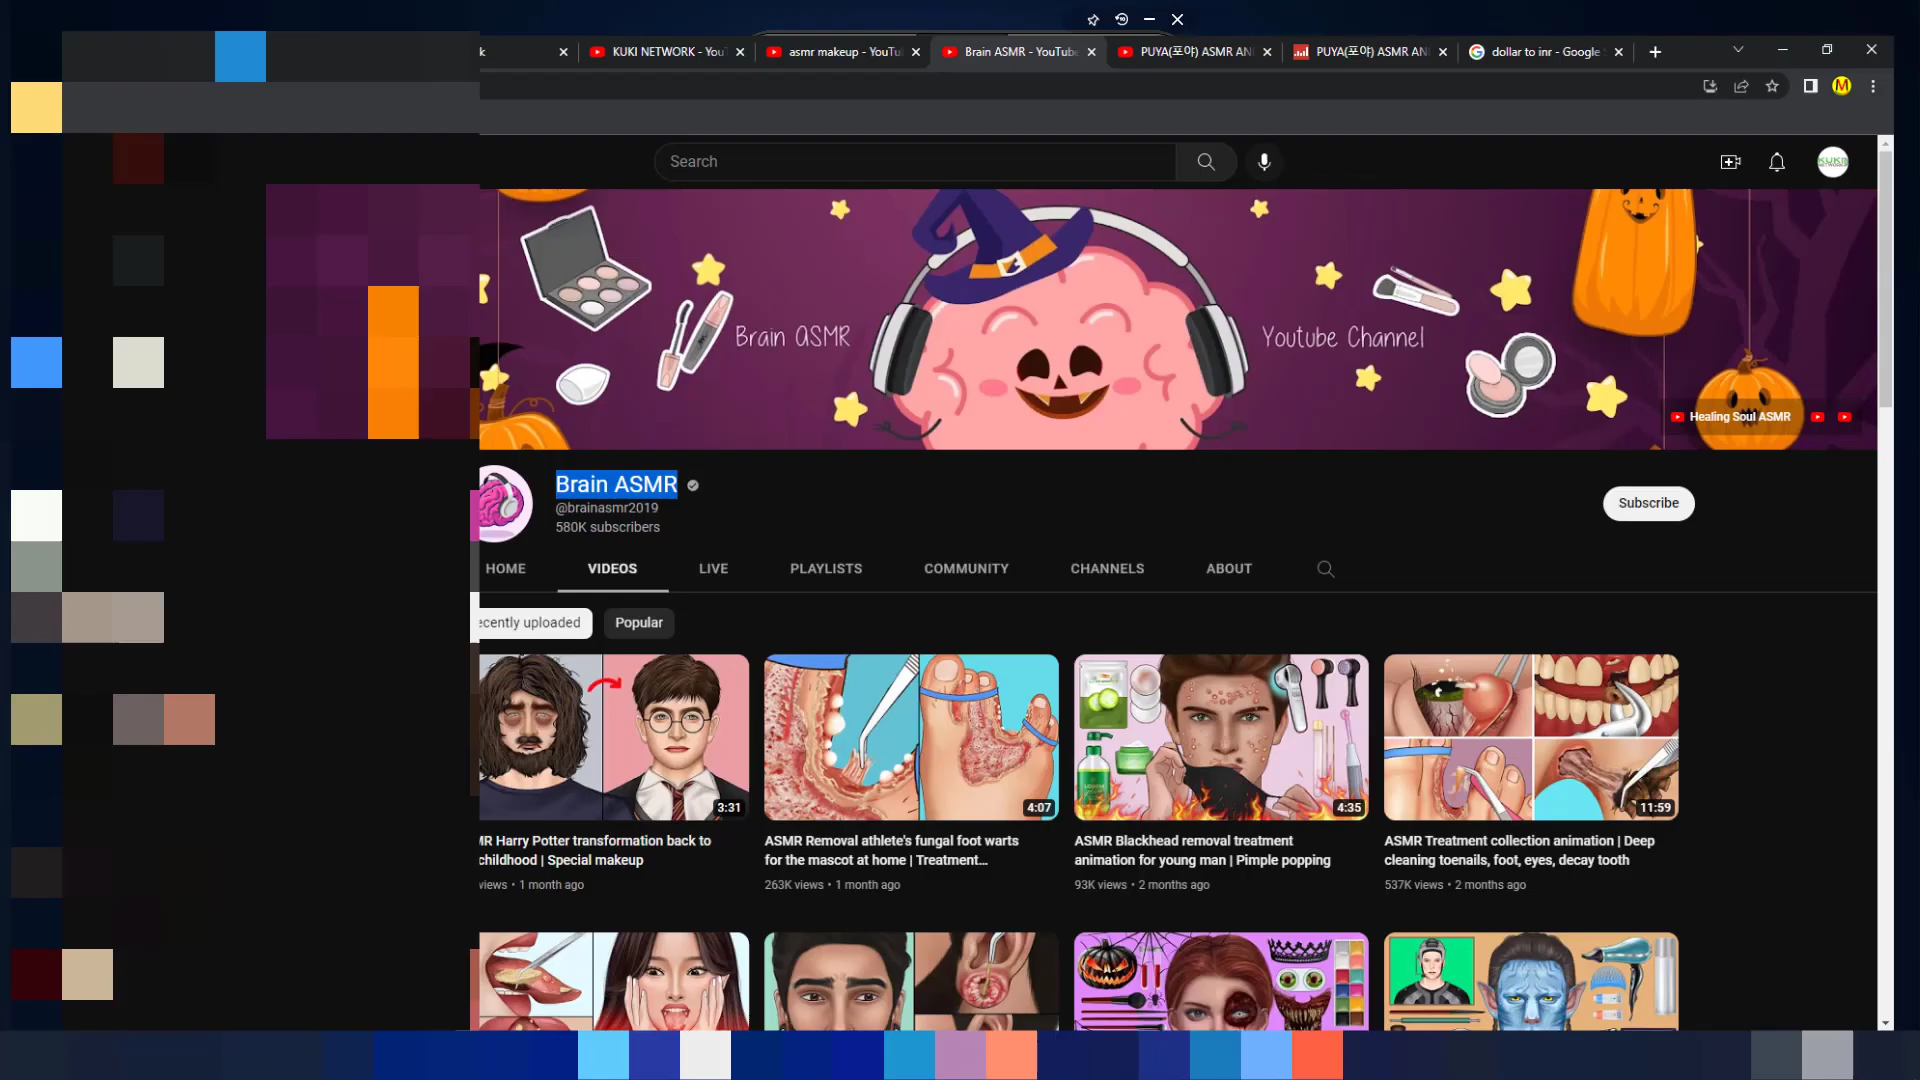 k
KUKI NETWORK - You
asmr makeup - YouTu
Brain ASMR - YouTube
PUYA(포야) ASMR AN
PUYA(포야) ASMR AN
dollar to inr - Google
M
Search
KUKI
Brain ASMR
Youtube Channel
Healing Soul ASMR
Brain ASMR
@brainasmr2019
580K subscribers
Subscribe
HOME
VIDEOS
LIVE
PLAYLISTS
COMMUNITY
CHANNELS
ABOUT
ecently uploaded
Popular
3:31
4:07
4:35
11:59
MR Harry Potter transformation back to
childhood | Special makeup
views • 1 month ago
ASMR Removal athlete's fungal foot warts
for the mascot at home | Treatment...
263K views • 1 month ago
ASMR Blackhead removal treatment
animation for young man | Pimple popping
93K views • 2 months ago
ASMR Treatment collection animation | Deep
cleaning toenails, foot, eyes, decay tooth
537K views • 2 months ago